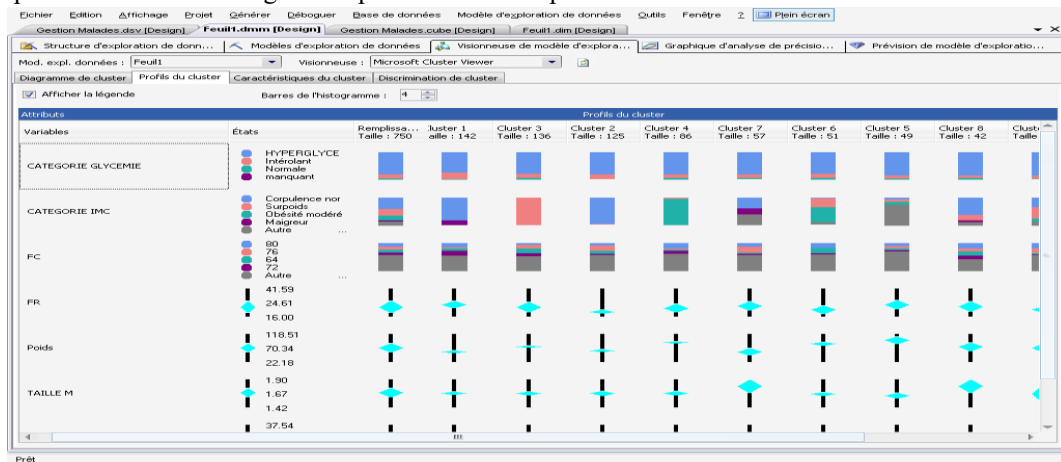 Fichier Edition Affichage Projet Générer Déboguer Base de données Modèle d'exploration de données Outils Fenêtre ? Plein écran
Gestion Malades.dsv [Design] Feuil1.dmm [Design] Gestion Malades.cube [Design] Feuil1.dim [Design]
Structure d'exploration de donn... Modèles d'exploration de données Visionneuse de modèle d'explora... Graphique d'analyse de précisio... Prévision de modèle d'exploratio...
Mod. expl. données : Feuil1 Visionneuse : Microsoft Cluster Viewer
Diagramme de cluster Profils du cluster Caractéristiques du cluster Discrimination de cluster
Afficher la légende Barres de l'histogramme : 4
Attributs Profils du cluster
Variables États Remplissa... Cluster 1 Cluster 3 Cluster 2 Cluster 4 Cluster 7 Cluster 6 Cluster 5 Cluster 8 Clust
Taille : 750 aille : 142 Taille : 136 Taille : 125 Taille : 86 Taille : 57 Taille : 51 Taille : 49 Taille : 42 Taille
CATEGORIE GLYCEMIE
HYPERGLYCE
Intérolant
Normale
manquant
CATEGORIE IMC
Corpulence nor
Surpoids
Obésité modéré
Maigreur
Autre ...
FC
80
76
64
72
Autre ...
FR
41.59
24.61
16.00
Poids
118.51
70.34
22.18
TAILLE M
1.90
1.67
1.42
37.54
Prêt